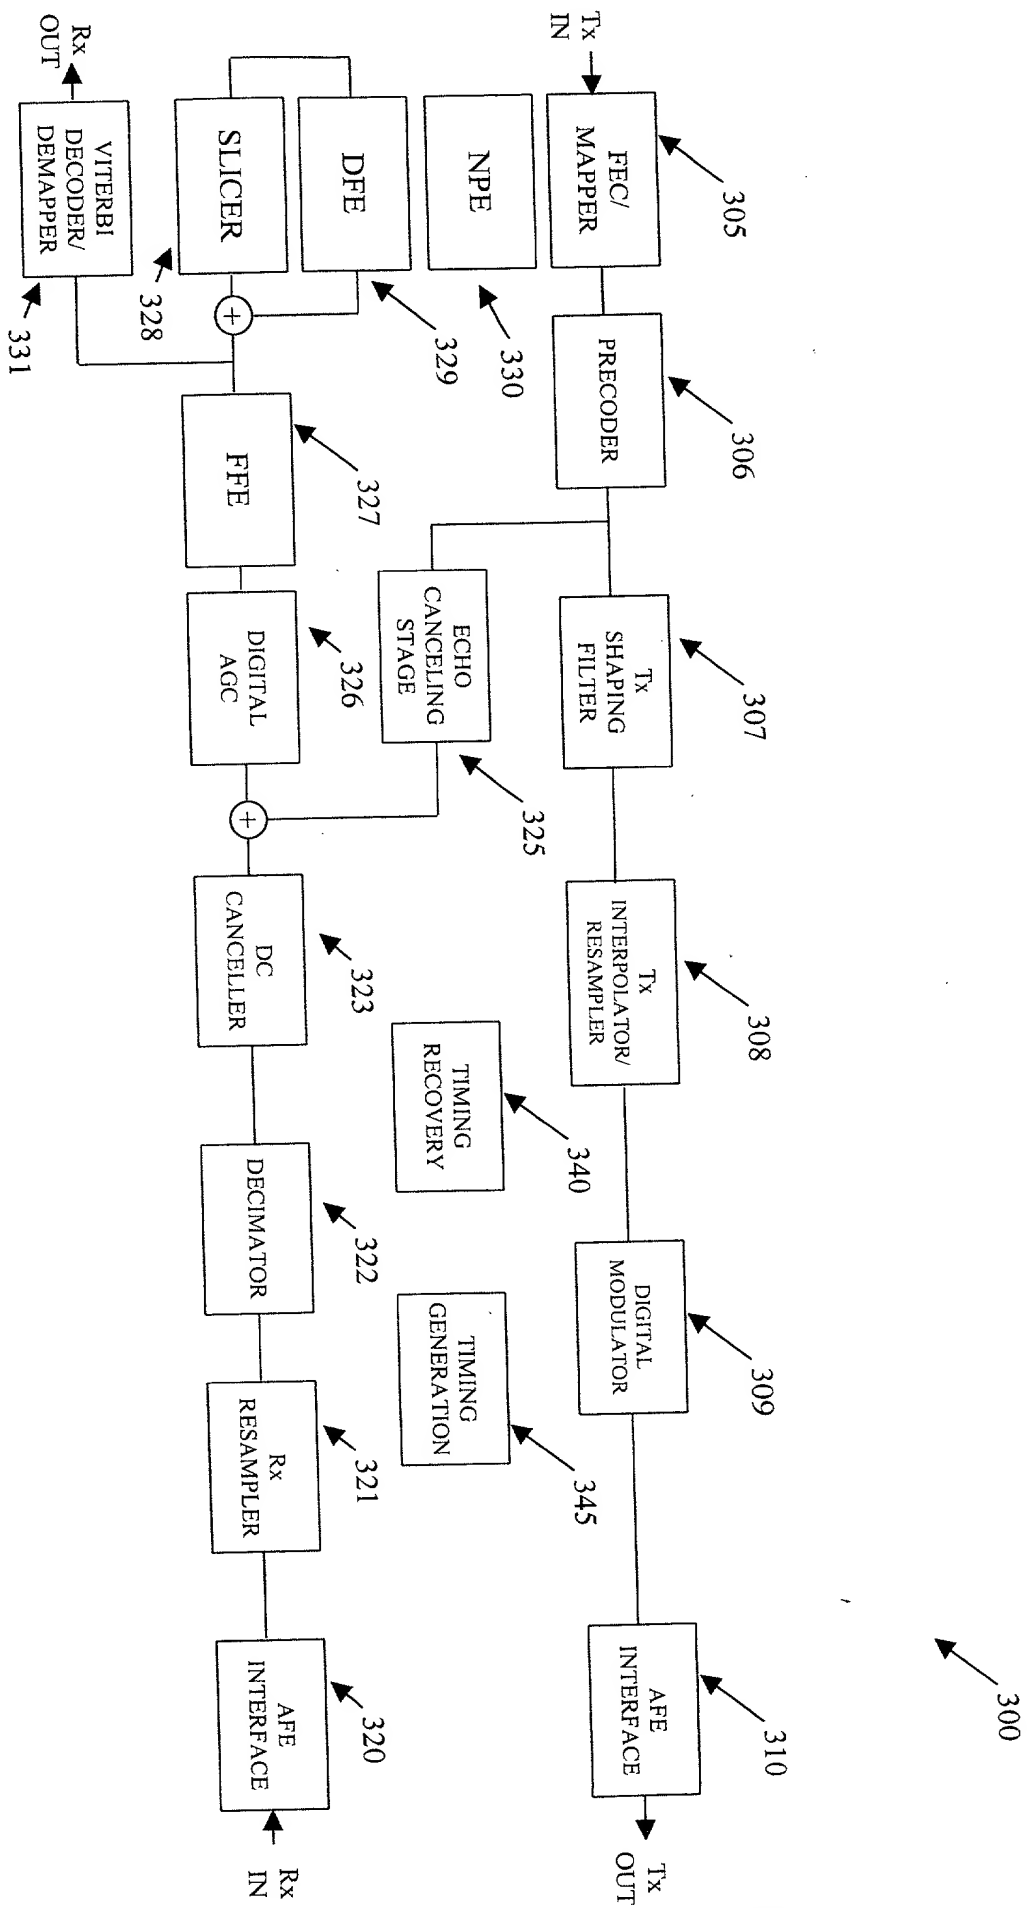 300
Tx
IN
FEC/
MAPPER
305
PRECODER
306
Tx
SHAPING
FILTER
307
Tx
INTERPOLATOR/
RESAMPLER
308
DIGITAL
MODULATOR
309
AFE
INTERFACE
310
Tx
OUT
NPE
330
ECHO
CANCELING
STAGE
325
TIMING
RECOVERY
340
TIMING
GENERATION
345
DFE
329
SLICER
328
FFE
327
DIGITAL
AGC
326
DC
CANCELLER
323
DECIMATOR
322
Rx
RESAMPLER
321
AFE
INTERFACE
320
Rx
IN
+
+
Rx
OUT
VITERBI
DECODER/
DEMAPPER
331